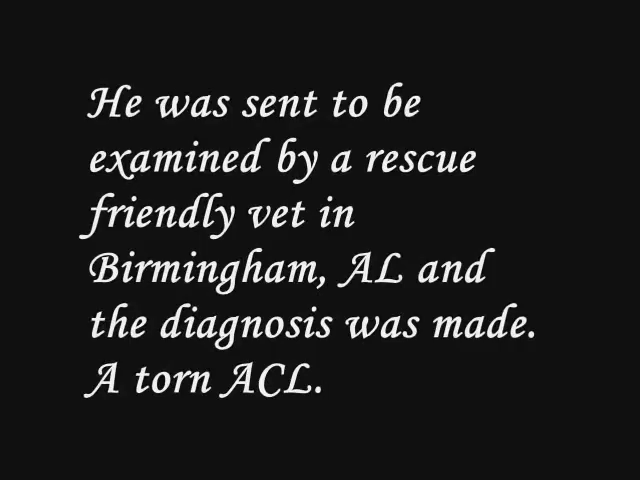 He was sent to be
examined by a rescue
friendly vet in
Birmingham, AL and
the diagnosis was made.
A torn ACL.